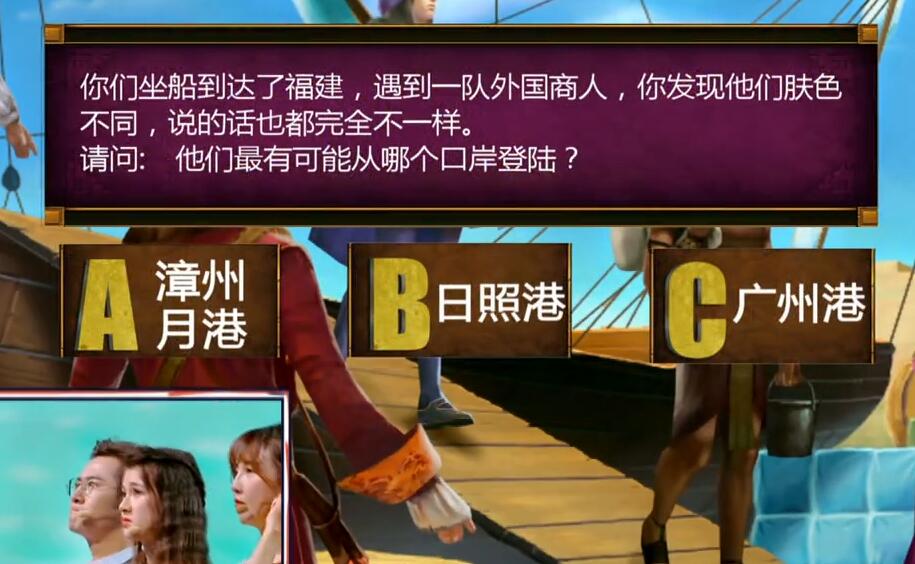 你们坐船到达了福建，遇到一队外国商人，你发现他们肤色
不同，说的话也都完全不一样。
请问： 他们最有可能从哪个口岸登陆？
A 漳州
月港
B 日照港
C 广州港